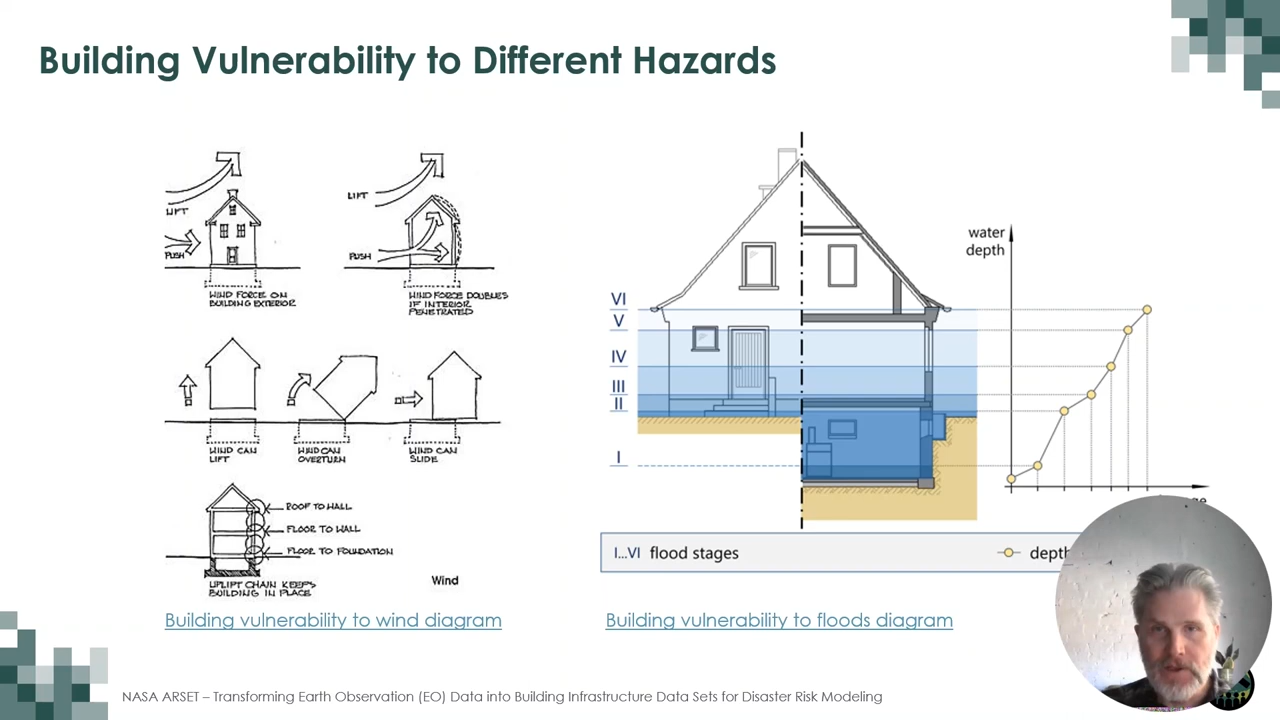 Building Vulnerability to Different Hazards
LIFT
PUSH
WIND FORCE ON
BUILDING EXTERIOR
LIFT
PUSH
WIND FORCE DOUBLES
IF INTERIOR
PENETRATED
WIND CAN
LIFT
WIND CAN
OVERTURN
WIND CAN
SLIDE
ROOF TO WALL
FLOOR TO WALL
FLOOR TO FOUNDATION
UPLIFT CHAIN KEEPS
BUILDING IN PLACE
Wind
VI
V
IV
III
II
I
water
depth
I...VI flood stages
Building vulnerability to wind diagram
Building vulnerability to floods diagram
NASA ARSET – Transforming Earth Observation (EO) Data into Building Infrastructure Data Sets for Disaster Risk Modeling